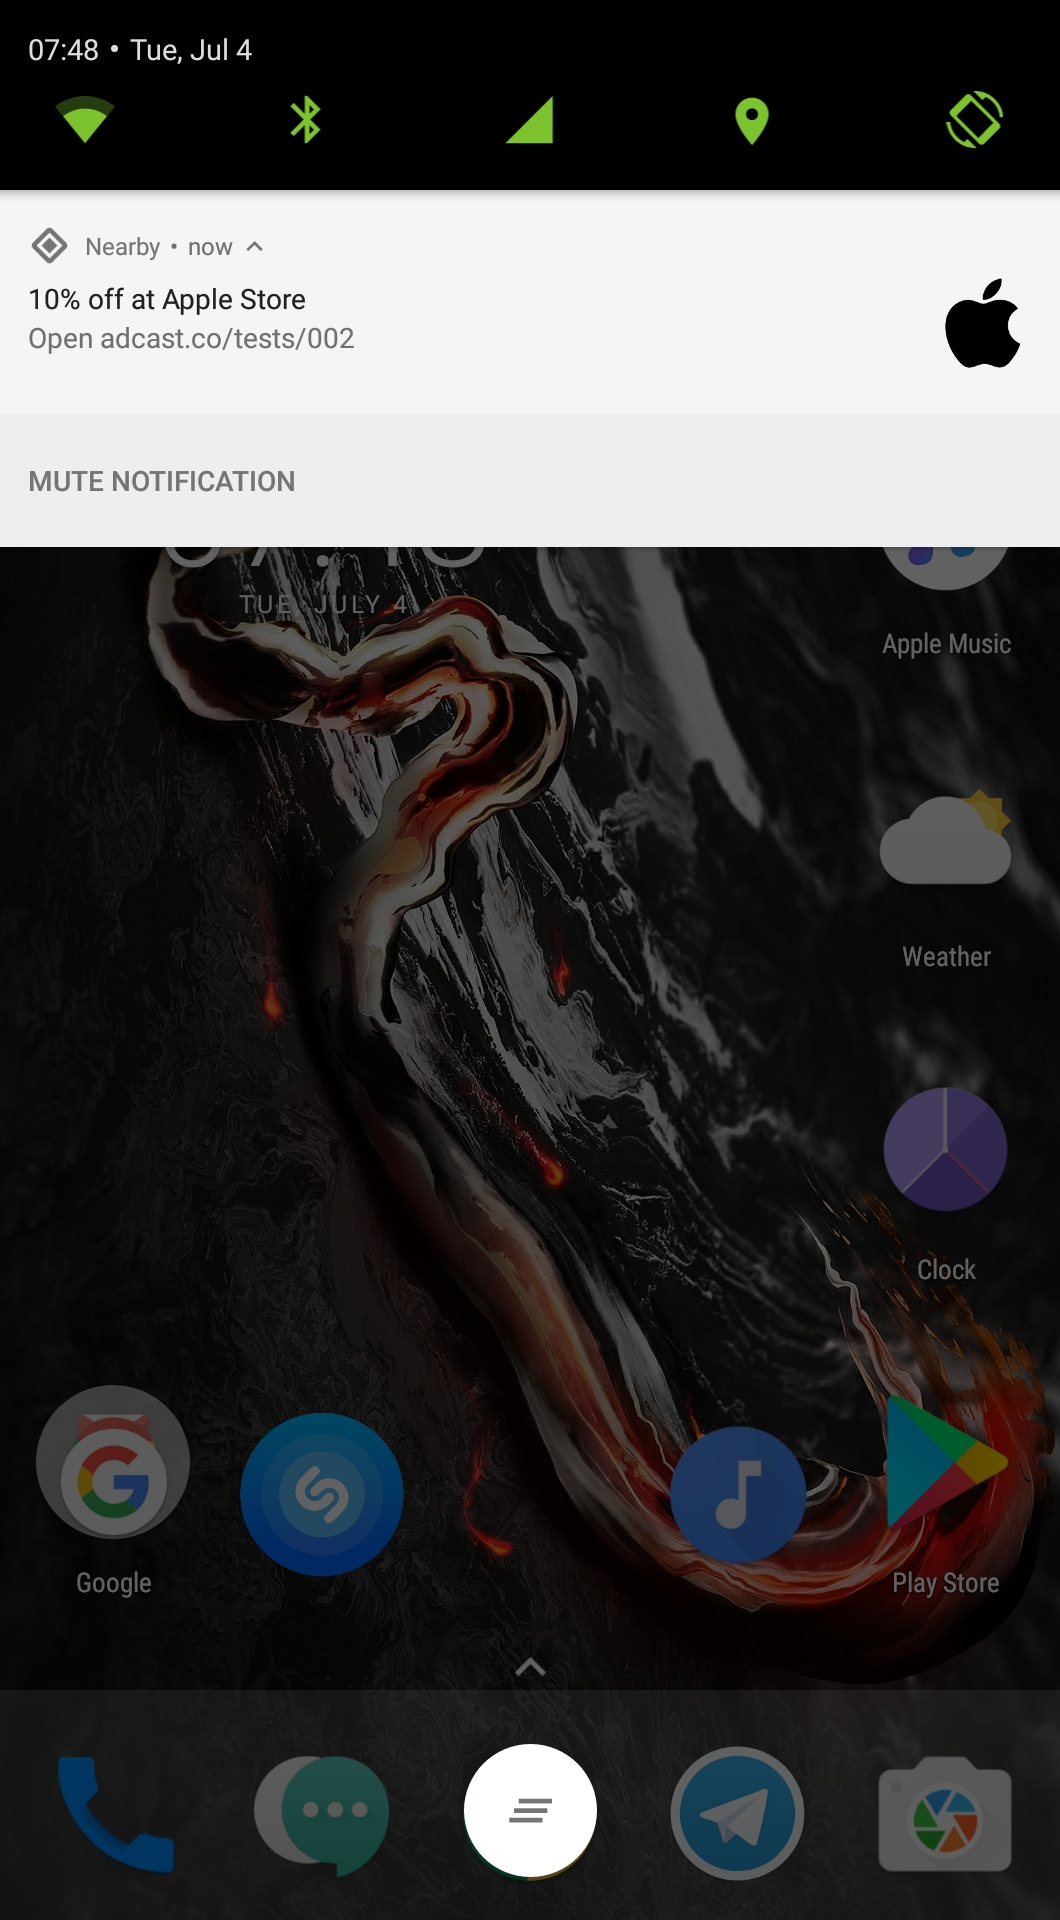 07:48 • Tue, Jul 4
Nearby • now
10% off at Apple Store
Open adcast.co/tests/002
MUTE NOTIFICATION
TUE, JULY 4
Apple Music
Weather
Clock
Google
Play Store